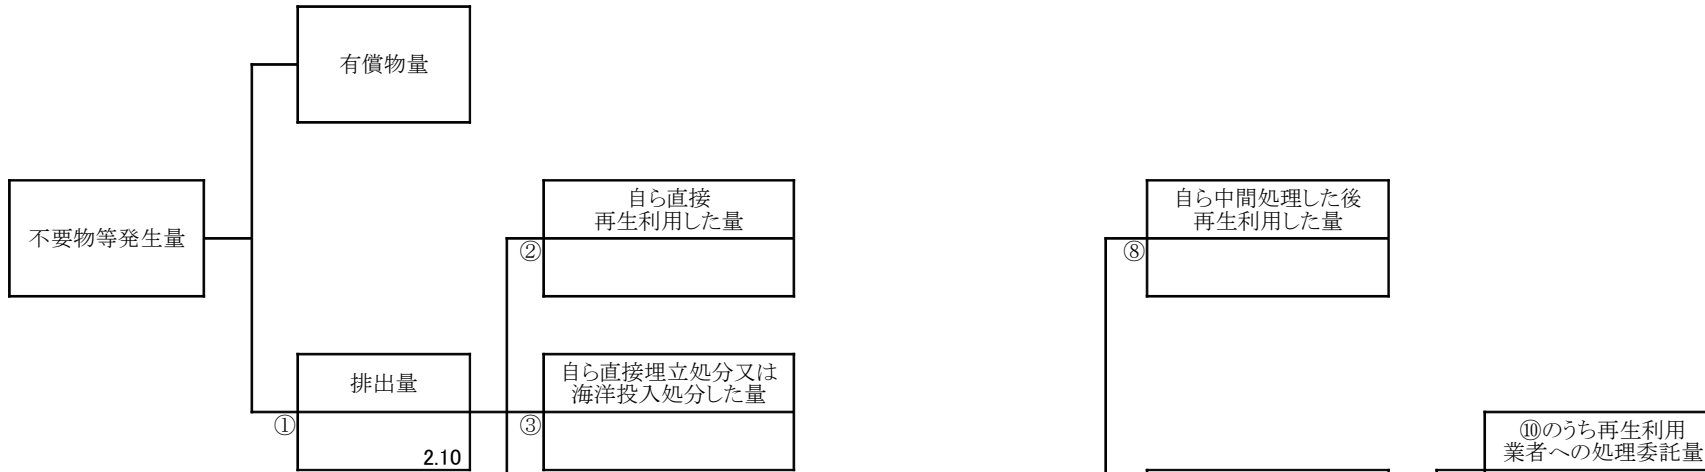 有償物量
不要物等発生量
自ら直接
再生利用した量
②
自ら中間処理した後
再生利用した量
⑧
排出量
①
2.10
自ら直接埋立処分又は
海洋投入処分した量
③
⑩のうち再生利用
業者への処理委託量